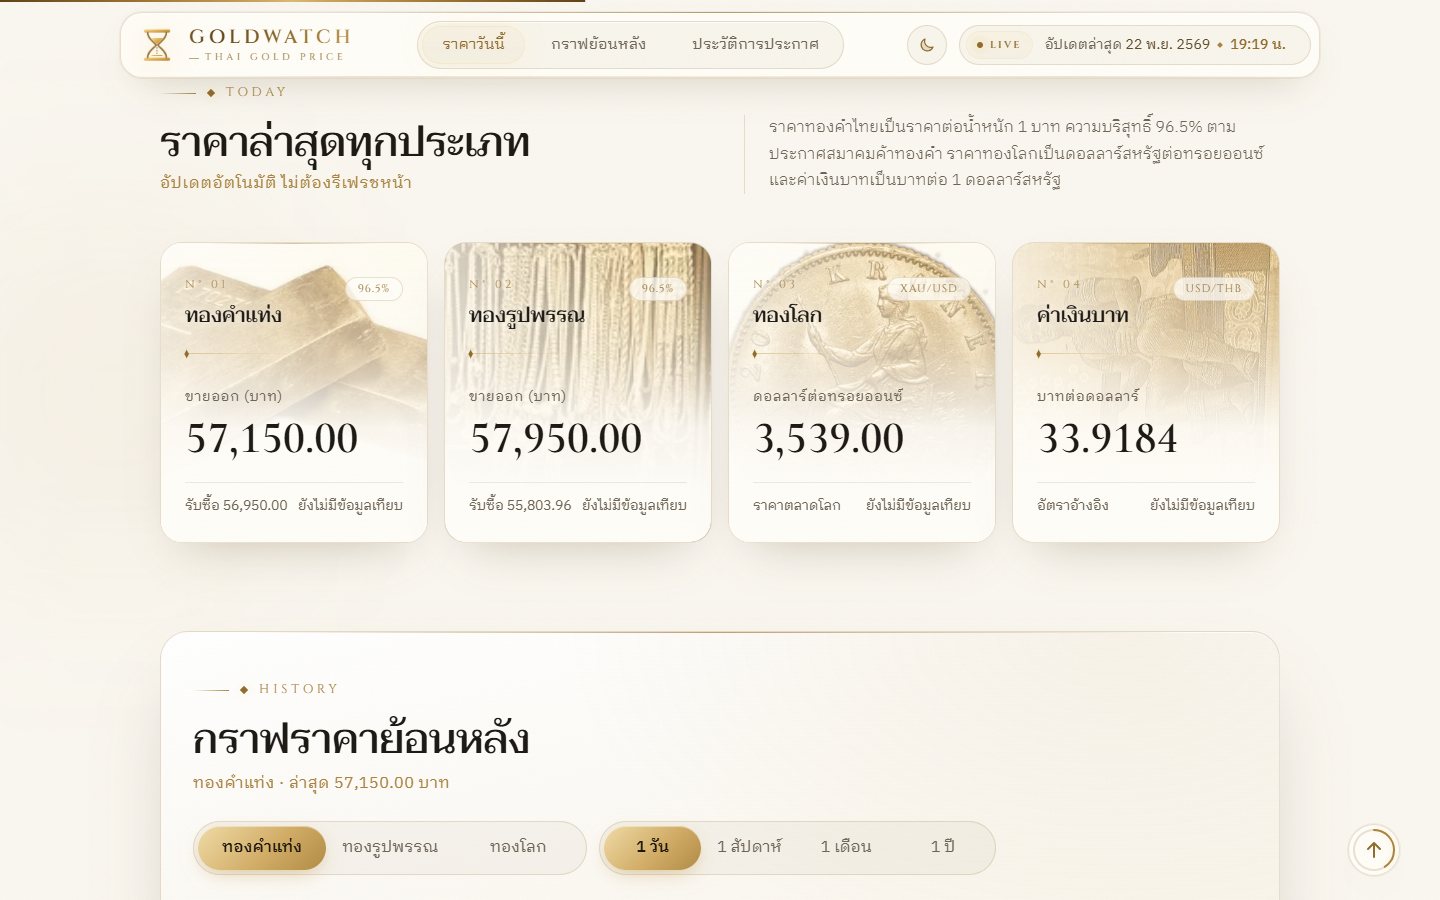 GOLDWATCH
THAI GOLD PRICE
ราคาวันนี้
กราฟย้อนหลัง
ประวัติการประกาศ
LIVE
อัปเดตล่าสุด 22 พ.ย. 2569 19:19 น.
TODAY
ราคาล่าสุดทุกประเภท
อัปเดตอัตโนมัติ ไม่ต้องรีเฟรชหน้า
ราคาทองคำไทยเป็นราคาต่อน้ำหนัก 1 บาท ความบริสุทธิ์ 96.5% ตาม
ประกาศสมาคมค้าทองคำ ราคาทองโลกเป็นดอลลาร์สหรัฐต่อทรอยออนซ์
และค่าเงินบาทเป็นบาทต่อ 1 ดอลลาร์สหรัฐ
N° 01
96.5%
ทองคำแท่ง
ขายออก (บาท)
57,150.00
รับซื้อ 56,950.00 ยังไม่มีข้อมูลเทียบ
N° 02
96.5%
ทองรูปพรรณ
ขายออก (บาท)
57,950.00
รับซื้อ 55,803.96 ยังไม่มีข้อมูลเทียบ
N° 03
XAU/USD
ทองโลก
ดอลลาร์ต่อทรอยออนซ์
3,539.00
ราคาตลาดโลก ยังไม่มีข้อมูลเทียบ
N° 04
USD/THB
ค่าเงินบาท
บาทต่อดอลลาร์
33.9184
อัตราอ้างอิง ยังไม่มีข้อมูลเทียบ
HISTORY
กราฟราคาย้อนหลัง
ทองคำแท่ง · ล่าสุด 57,150.00 บาท
ทองคำแท่ง ทองรูปพรรณ ทองโลก
1 วัน 1 สัปดาห์ 1 เดือน 1 ปี